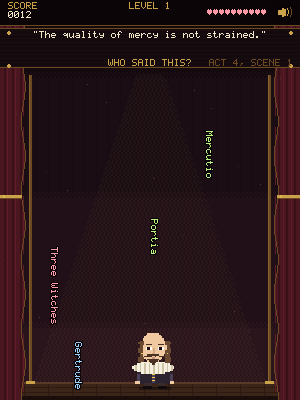 SCORE
0012
LEVEL 1
"The quality of mercy is not strained."
WHO SAID THIS?
ACT 4, SCENE 1
Mercutio
Portia
Three Witches
Gertrude